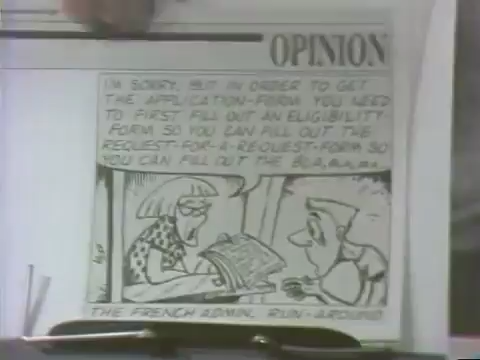 OPINION
I'M SORRY, BUT IN ORDER TO GET
THE APPLICATION-FORM YOU NEED
TO FIRST FILL OUT AN ELIGIBILITY
FORM SO YOU CAN FILL OUT THE
REQUEST-FOR-A-REQUEST-FORM SO
YOU CAN FILL OUT THE BLA, BLA, BLA
THE FRENCH ADMIN. RUN-AROUND